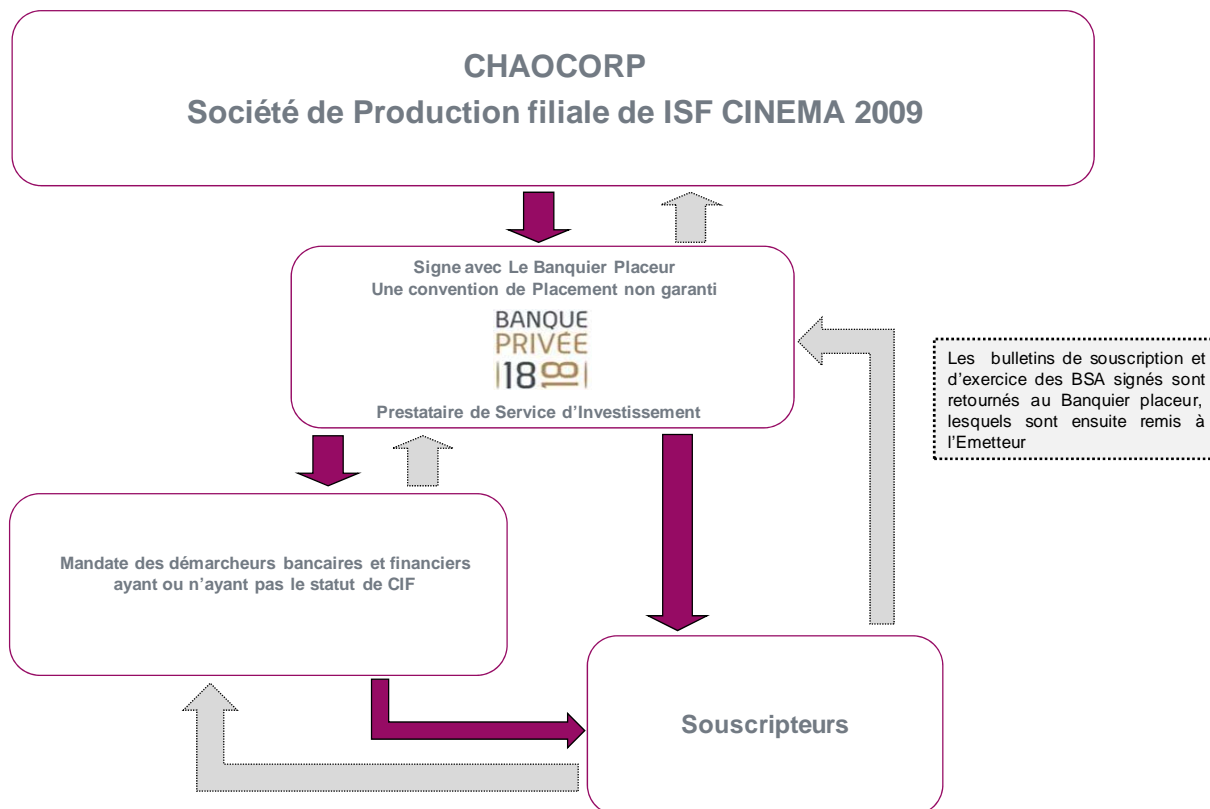 CHAOCORP
Société de Production filiale de ISF CINEMA 2009
Signe avec Le Banquier Placeur
Une convention de Placement non garanti
BANQUE
PRIVÉE
1818
Prestataire de Service d'Investissement
Les bulletins de souscription et
d'exercice des BSA signés sont
retournés au Banquier placeur,
lesquels sont ensuite remis à
l'Emetteur
Mandate des démarcheurs bancaires et financiers
ayant ou n'ayant pas le statut de CIF
Souscripteurs